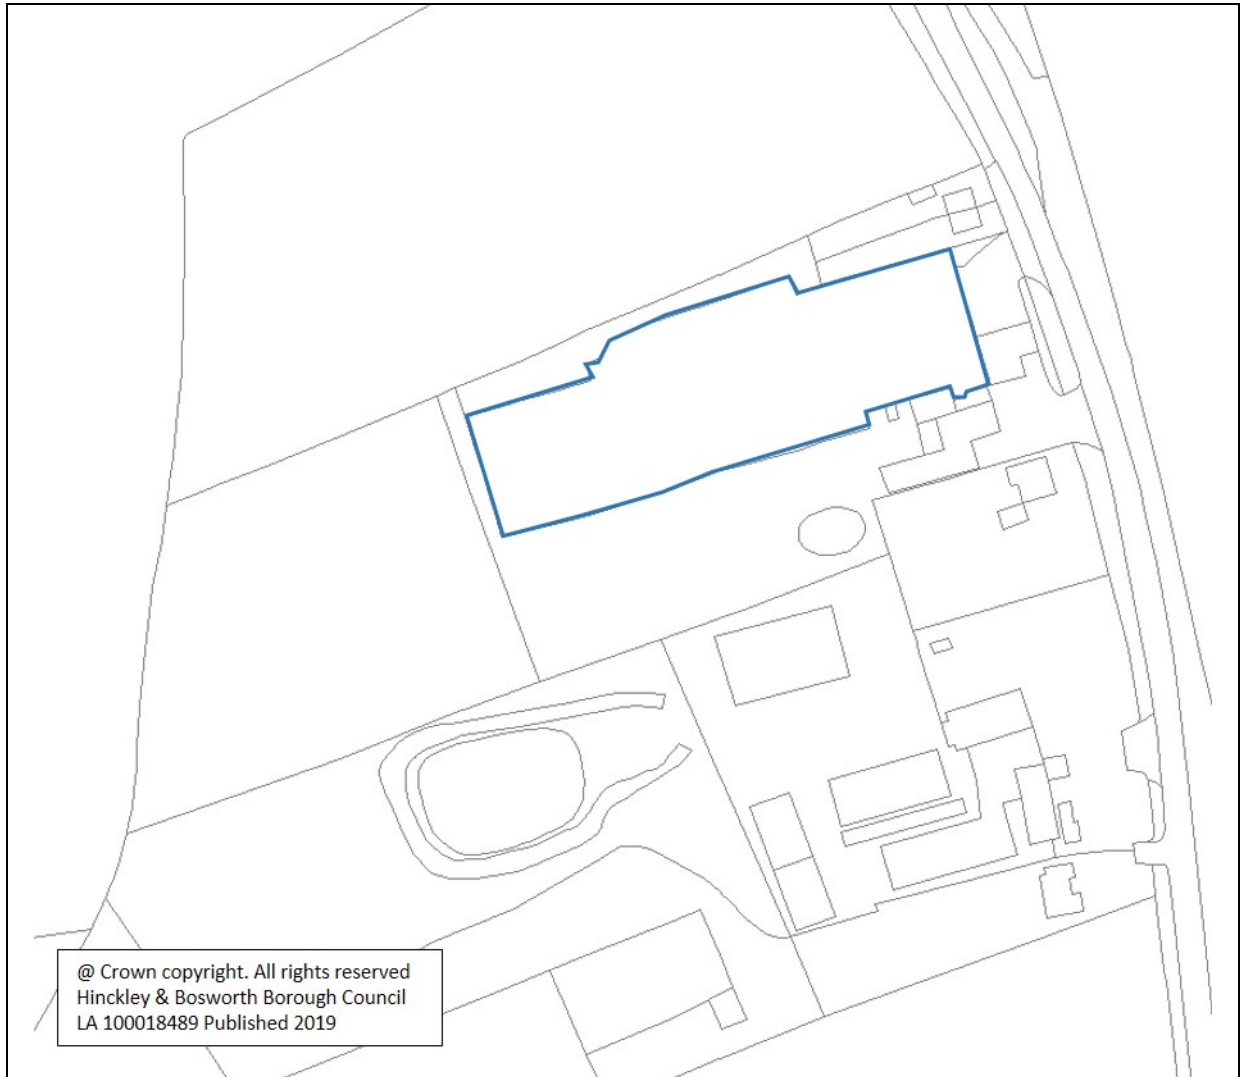 @ Crown copyright. All rights reserved
Hinckley & Bosworth Borough Council
LA 100018489 Published 2019